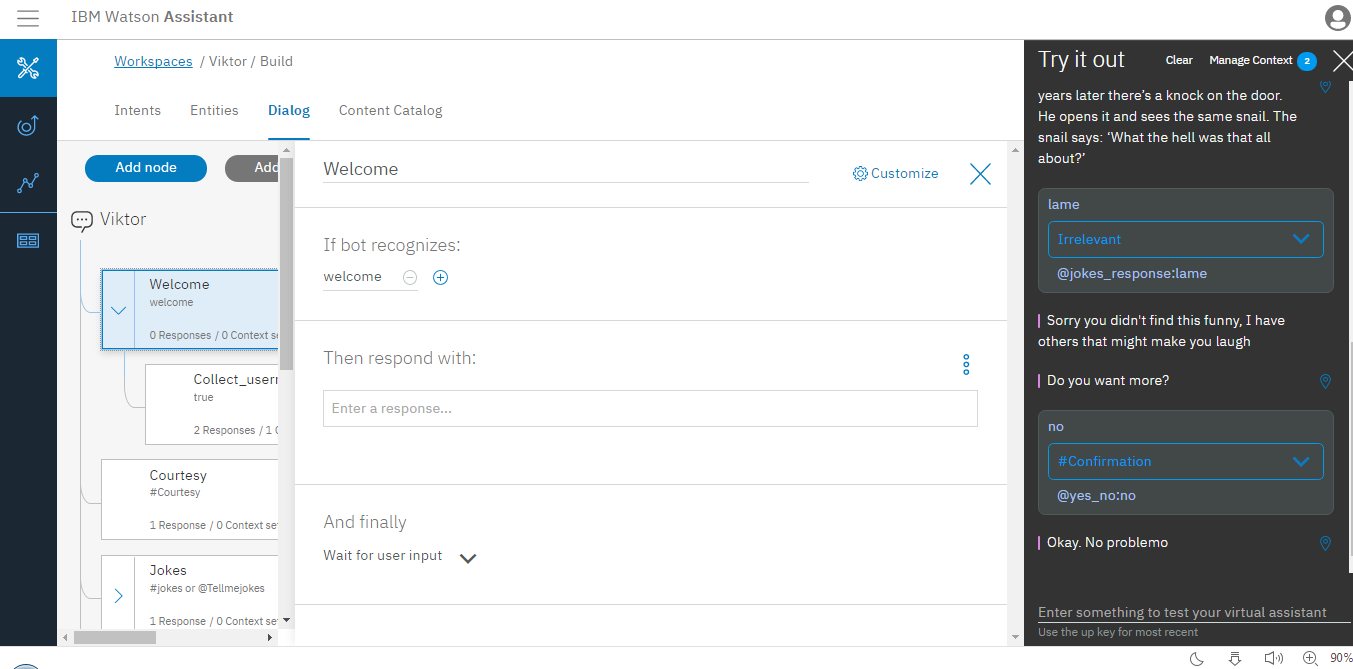 IBM Watson Assistant
Workspaces / Viktor / Build
Intents Entities Dialog Content Catalog
Add node
Add
Viktor
Welcome
welcome
0 Responses / 0 Context se
Collect_usern
true
2 Responses / 1 C
Courtesy
#Courtesy
1 Response / 0 Context se
Jokes
#jokes or @Tellmejokes
1 Response / 0 Context se
Welcome
Customize
If bot recognizes:
welcome
Then respond with:
Enter a response...
And finally
Wait for user input
Try it out
Clear
Manage Context 2
years later there's a knock on the door.
He opens it and sees the same snail. The
snail says: ‘What the hell was that all
about?’
lame
Irrelevant
@jokes_response:lame
Sorry you didn't find this funny, I have
others that might make you laugh
Do you want more?
no
#Confirmation
@yes_no:no
Okay. No problemo
Enter something to test your virtual assistant
Use the up key for most recent
90%